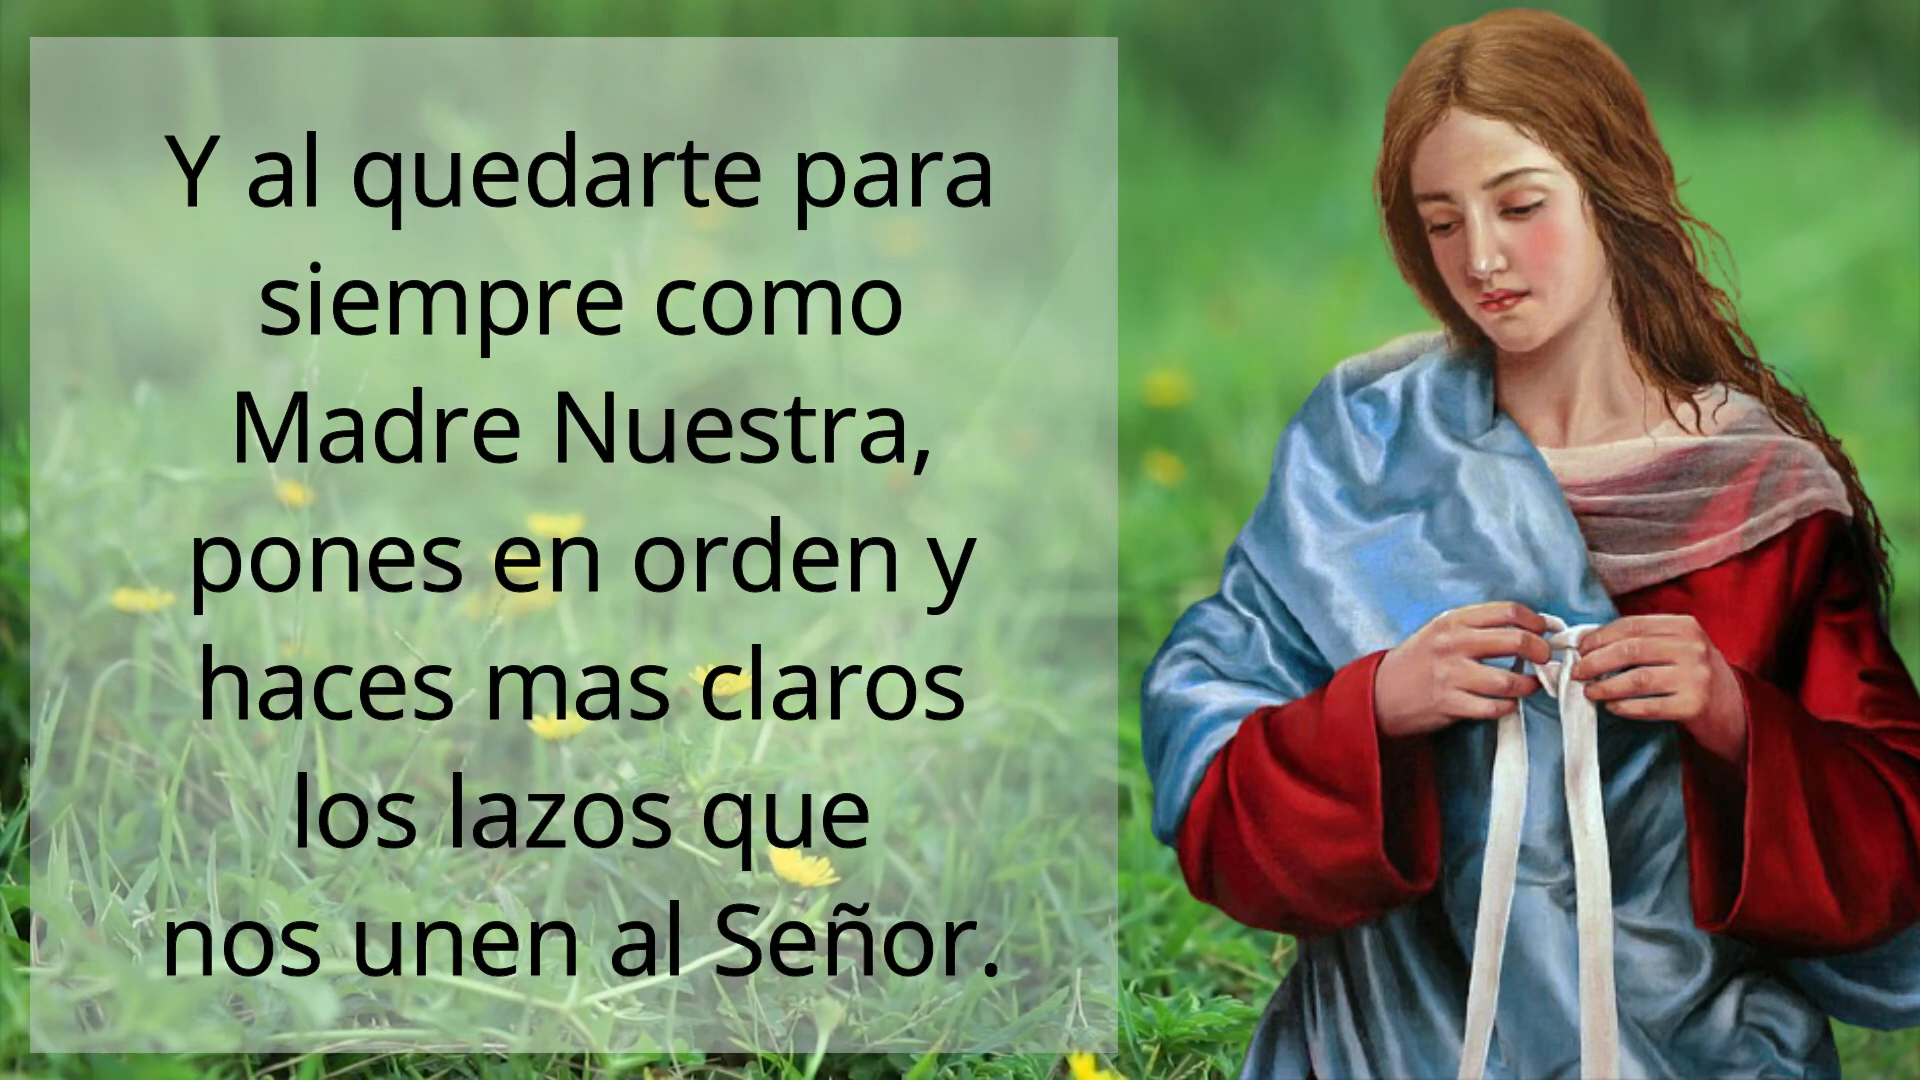 Y al quedarte para
siempre como
Madre Nuestra,
pones en orden y
haces mas claros
los lazos que
nos unen al Señor.